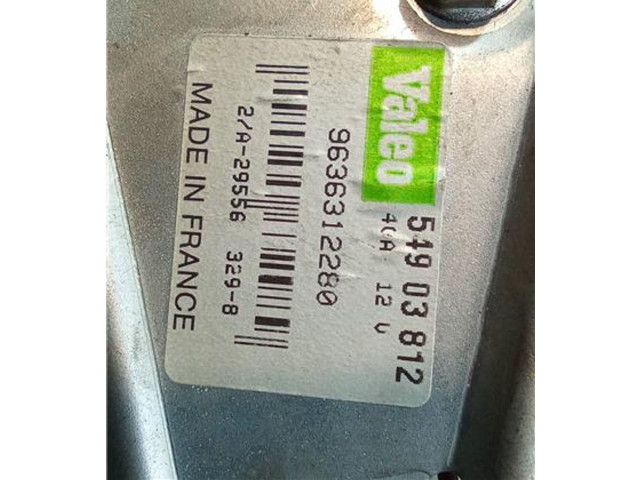 Valeo 549 03 812
40A 12 V
9636312280
2/A-29556 329-8
MADE IN FRANCE